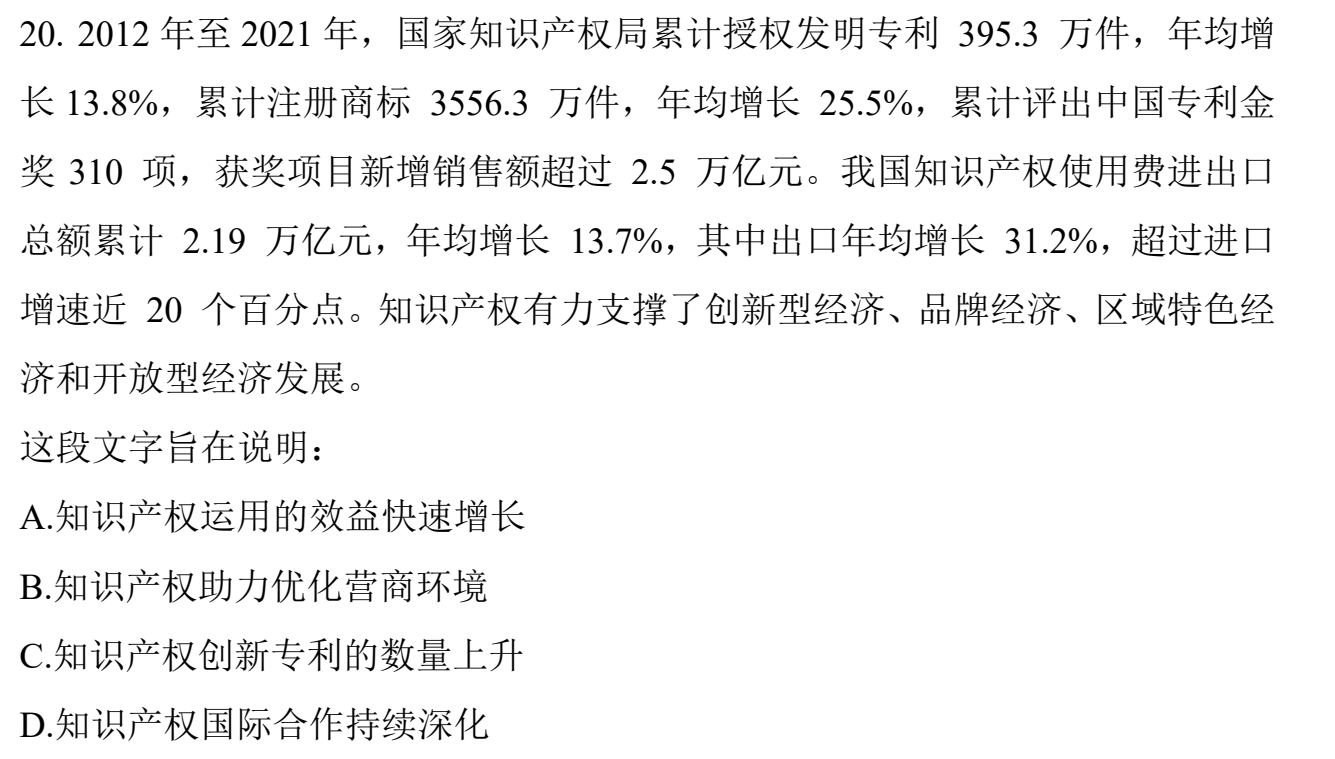 20. 2012 年至 2021 年，国家知识产权局累计授权发明专利 395.3 万件，年均增
长 13.8%，累计注册商标 3556.3 万件，年均增长 25.5%，累计评出中国专利金
奖 310 项，获奖项目新增销售额超过 2.5 万亿元。我国知识产权使用费进出口
总额累计 2.19 万亿元，年均增长 13.7%，其中出口年均增长 31.2%，超过进口
增速近 20 个百分点。知识产权有力支撑了创新型经济、品牌经济、区域特色经
济和开放型经济发展。
这段文字旨在说明：
A.知识产权运用的效益快速增长
B.知识产权助力优化营商环境
C.知识产权创新专利的数量上升
D.知识产权国际合作持续深化